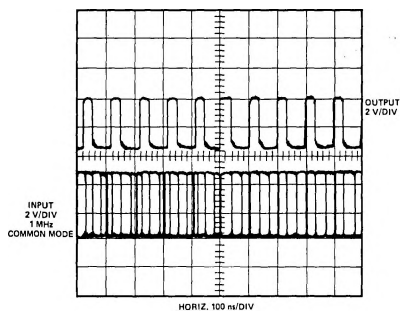 OUTPUT
2 V/DIV
INPUT
2 V/DIV
1 MHz
COMMON MODE
HORIZ, 100 ns/DIV